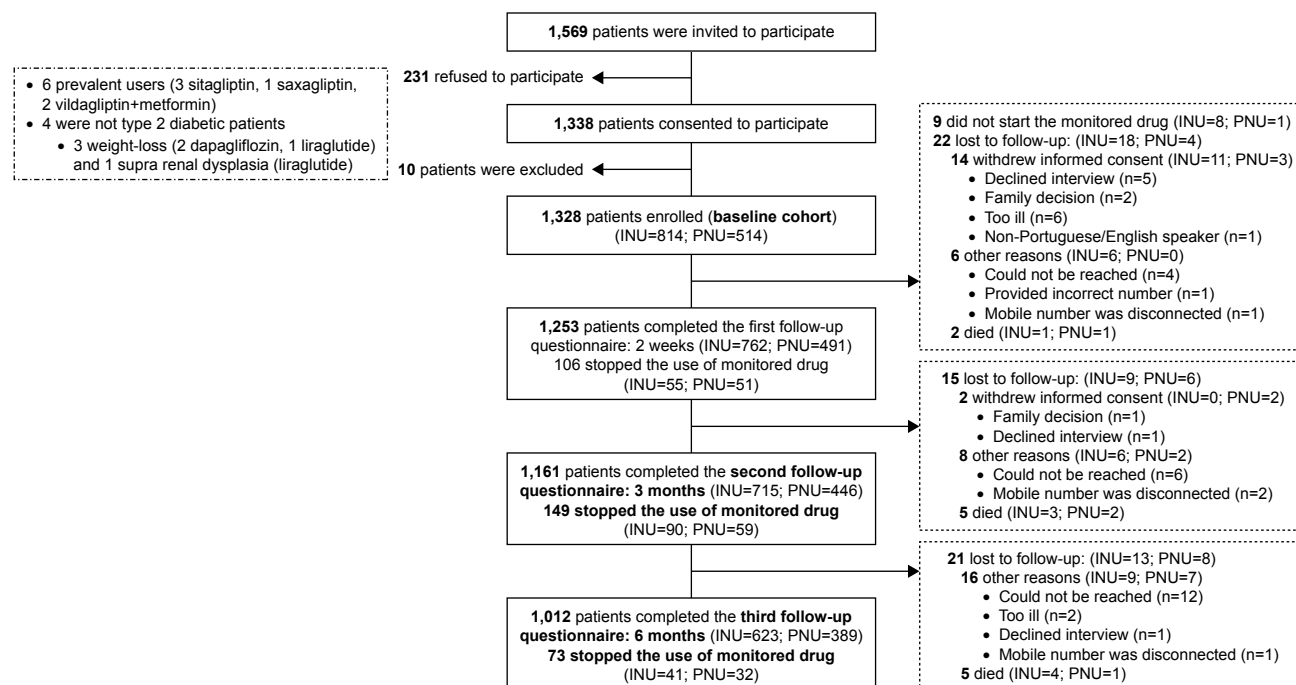 1,569 patients were invited to participate
231 refused to participate
• 6 prevalent users (3 sitagliptin, 1 saxagliptin,
2 vildagliptin+metformin)
• 4 were not type 2 diabetic patients
• 3 weight-loss (2 dapagliflozin, 1 liraglutide)
and 1 supra renal dysplasia (liraglutide)
1,338 patients consented to participate
10 patients were excluded
1,328 patients enrolled (baseline cohort)
(INU=814; PNU=514)
9 did not start the monitored drug (INU=8; PNU=1)
22 lost to follow-up: (INU=18; PNU=4)
14 withdrew informed consent (INU=11; PNU=3)
• Declined interview (n=5)
• Family decision (n=2)
• Too ill (n=6)
• Non-Portuguese/English speaker (n=1)
6 other reasons (INU=6; PNU=0)
• Could not be reached (n=4)
• Provided incorrect number (n=1)
• Mobile number was disconnected (n=1)
2 died (INU=1; PNU=1)
1,253 patients completed the first follow-up
questionnaire: 2 weeks (INU=762; PNU=491)
106 stopped the use of monitored drug
(INU=55; PNU=51)
15 lost to follow-up: (INU=9; PNU=6)
2 withdrew informed consent (INU=0; PNU=2)
• Family decision (n=1)
• Declined interview (n=1)
8 other reasons (INU=6; PNU=2)
• Could not be reached (n=6)
• Mobile number was disconnected (n=2)
5 died (INU=3; PNU=2)
1,161 patients completed the second follow-up
questionnaire: 3 months (INU=715; PNU=446)
149 stopped the use of monitored drug
(INU=90; PNU=59)
21 lost to follow-up: (INU=13; PNU=8)
16 other reasons (INU=9; PNU=7)
• Could not be reached (n=12)
• Too ill (n=2)
• Declined interview (n=1)
• Mobile number was disconnected (n=1)
5 died (INU=4; PNU=1)
1,012 patients completed the third follow-up
questionnaire: 6 months (INU=623; PNU=389)
73 stopped the use of monitored drug
(INU=41; PNU=32)